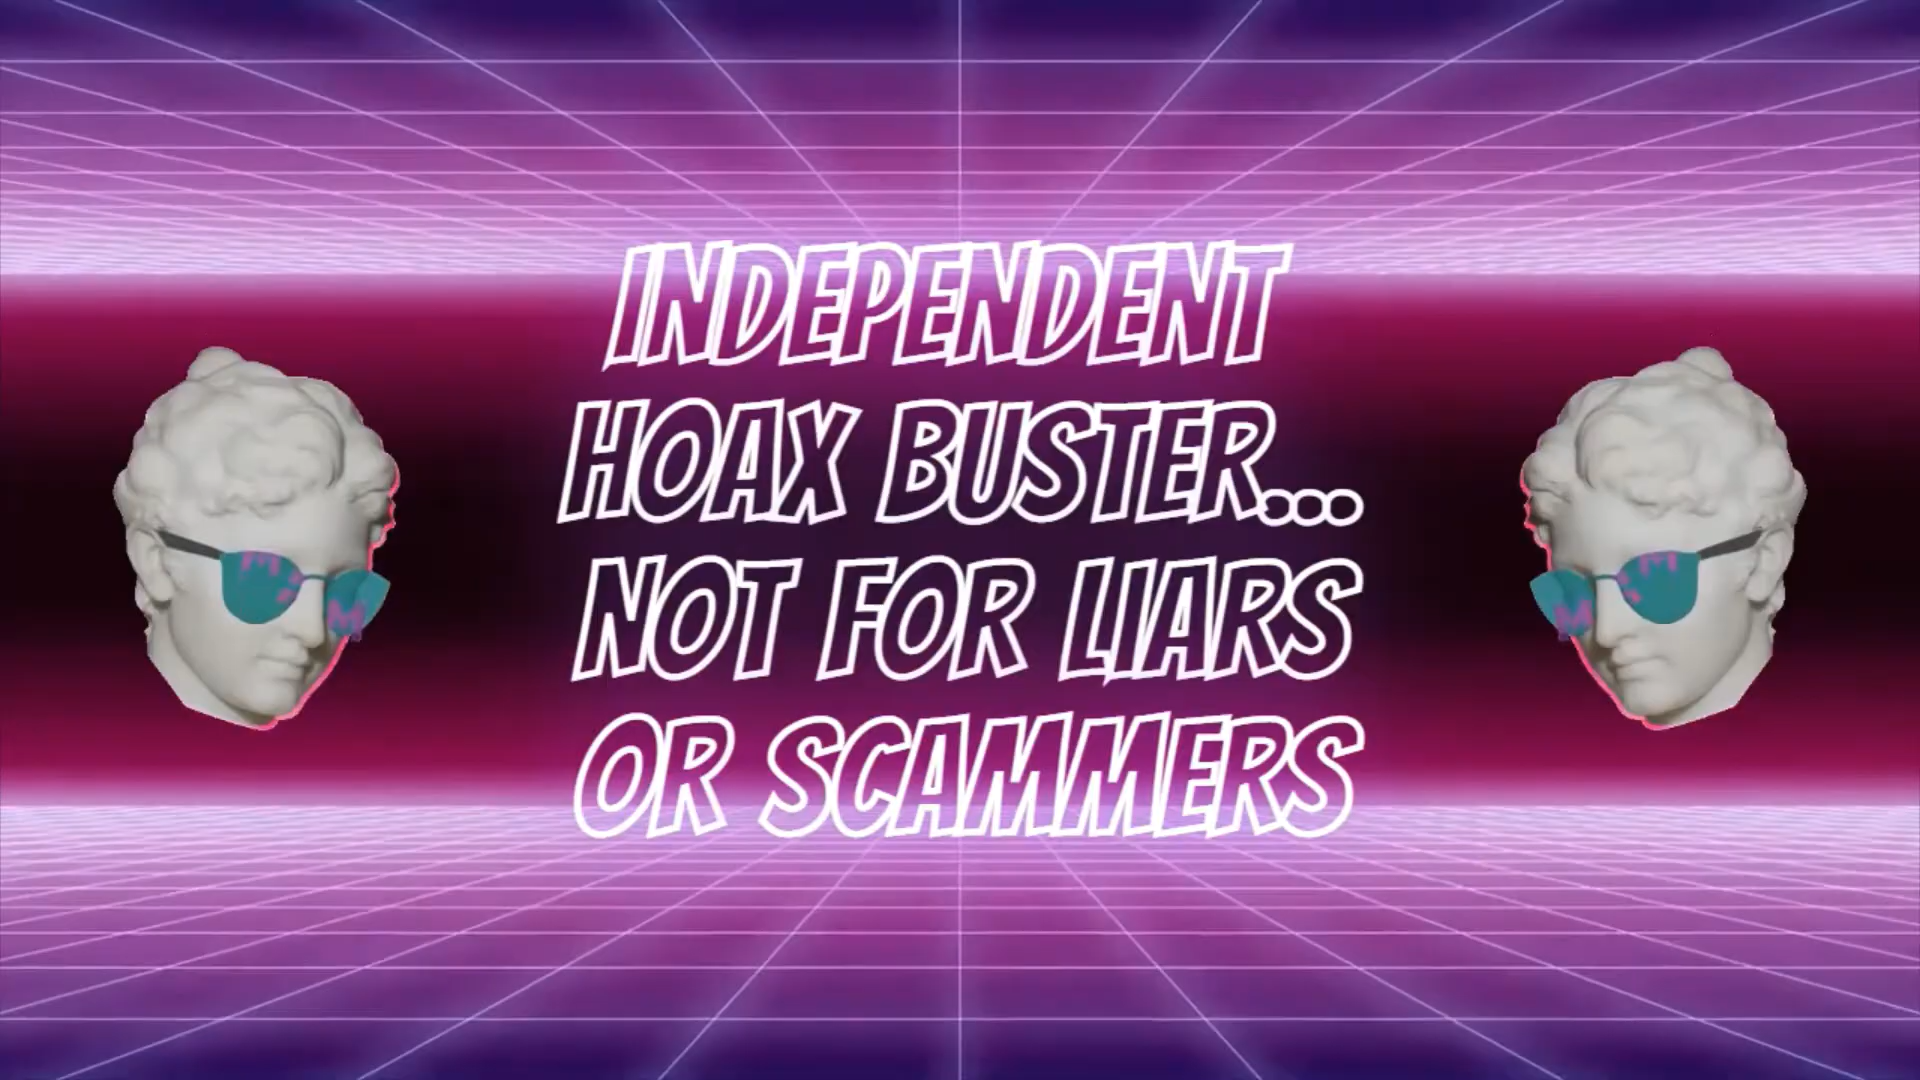 INDEPENDENT
HOAX BUSTER...
NOT FOR LIARS
OR SCAMMERS